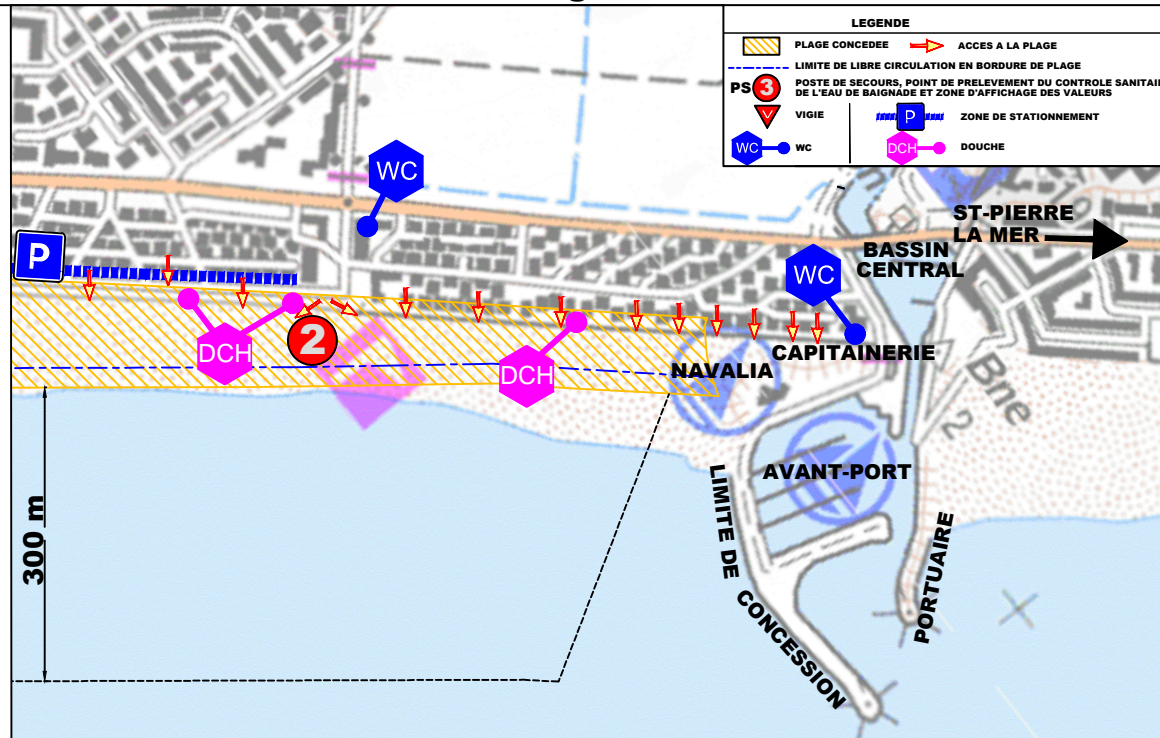 LEGENDE
PLAGE CONCEDEE
ACCES A LA PLAGE
LIMITE DE LIBRE CIRCULATION EN BORDURE DE PLAGE
PS 3
POSTE DE SECOURS, POINT DE PRELEVEMENT DU CONTROLE SANITAI
DE L'EAU DE BAIGNADE ET ZONE D'AFFICHAGE DES VALEURS
V VIGIE
P ZONE DE STATIONNEMENT
WC WC
DCH DOUCHE
WC
ST-PIERRE
LA MER
BASSIN
CENTRAL
P
WC
2
DCH
DCH
CAPITAINERIE
NAVALIA
Bne
2
AVANT-PORT
LIMITE DE CONCESSION PORTUAIRE
300 m